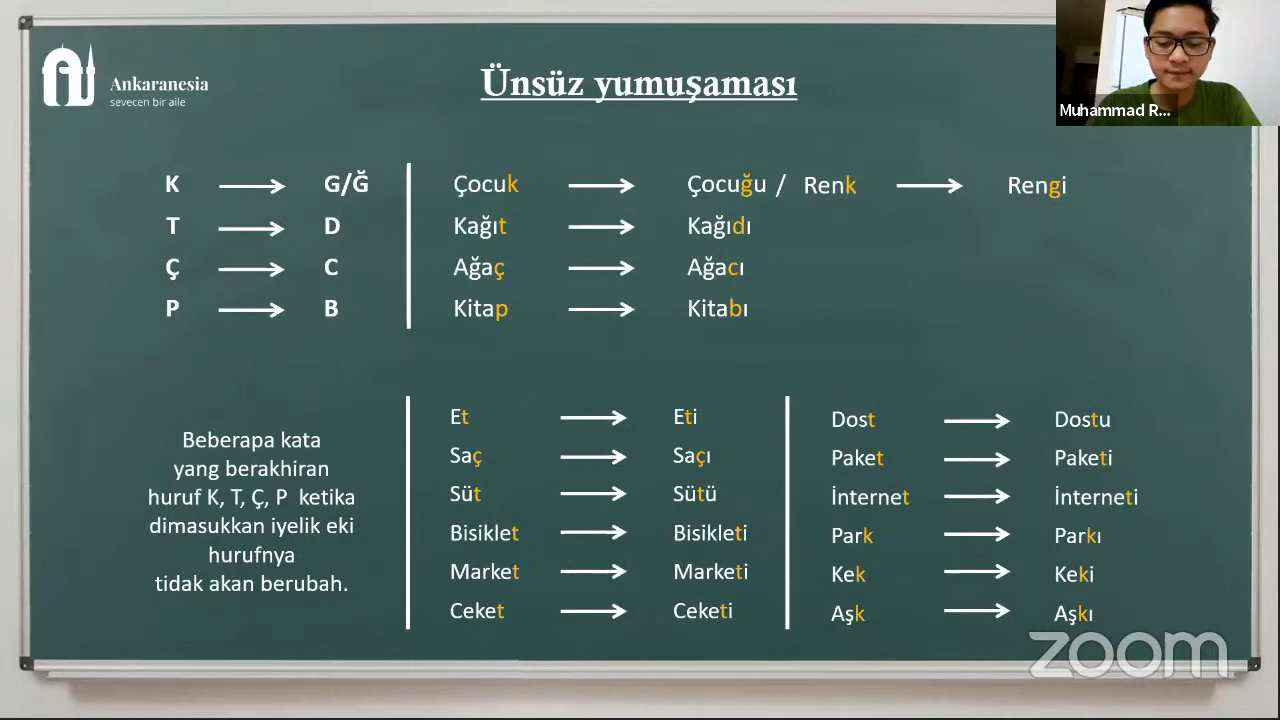 Ankaranesia
sevecen bir aile
Ünsüz yumuşaması
Muhammad R...
K → G/Ğ
T → D
Ç → C
P → B
Çocuk → Çocuğu / Renk → Rengi
Kağıt → Kağıdı
Ağaç → Ağacı
Kitap → Kitabı
Beberapa kata
yang berakhiran
huruf K, T, Ç, P ketika
dimasukkan iyelik eki
hurufnya
tidak akan berubah.
Et → Eti
Saç → Saçı
Süt → Sütü
Bisiklet → Bisikleti
Market → Marketi
Ceket → Ceketi
Dost → Dostu
Paket → Paketi
İnternet → İnterneti
Park → Parkı
Kek → Keki
Aşk → Aşkı
zoom